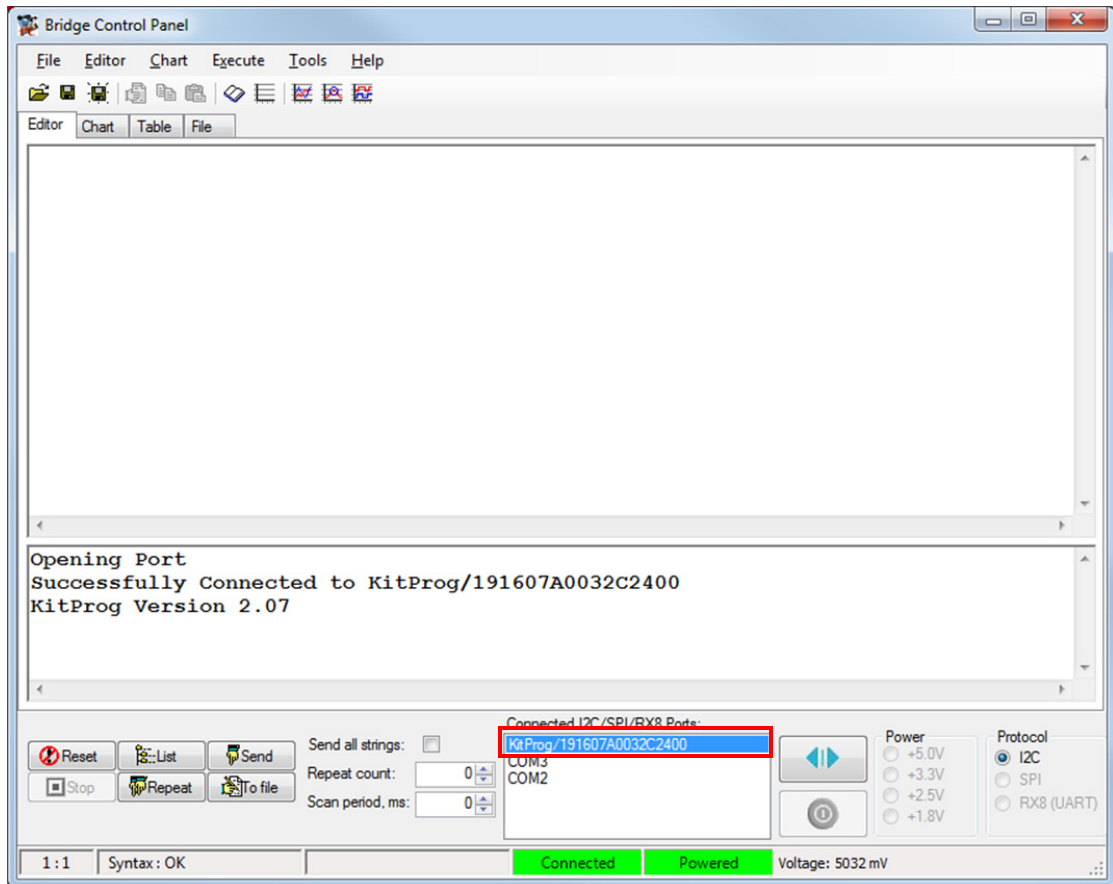 Bridge Control Panel
File Editor Chart Execute Tools Help
Editor Chart Table File
Opening Port
Successfully Connected to KitProg/191607A0032C2400
KitProg Version 2.07
Connected I2C/SPI/RX8 Ports:
KitProg/191607A0032C2400
COM3
COM2
Reset List Send
Stop Repeat To file
Send all strings:
Repeat count: 0
Scan period, ms: 0
Power
+5.0V
+3.3V
+2.5V
+1.8V
Protocol
I2C
SPI
RX8 (UART)
1:1 Syntax : OK Connected Powered Voltage: 5032 mV